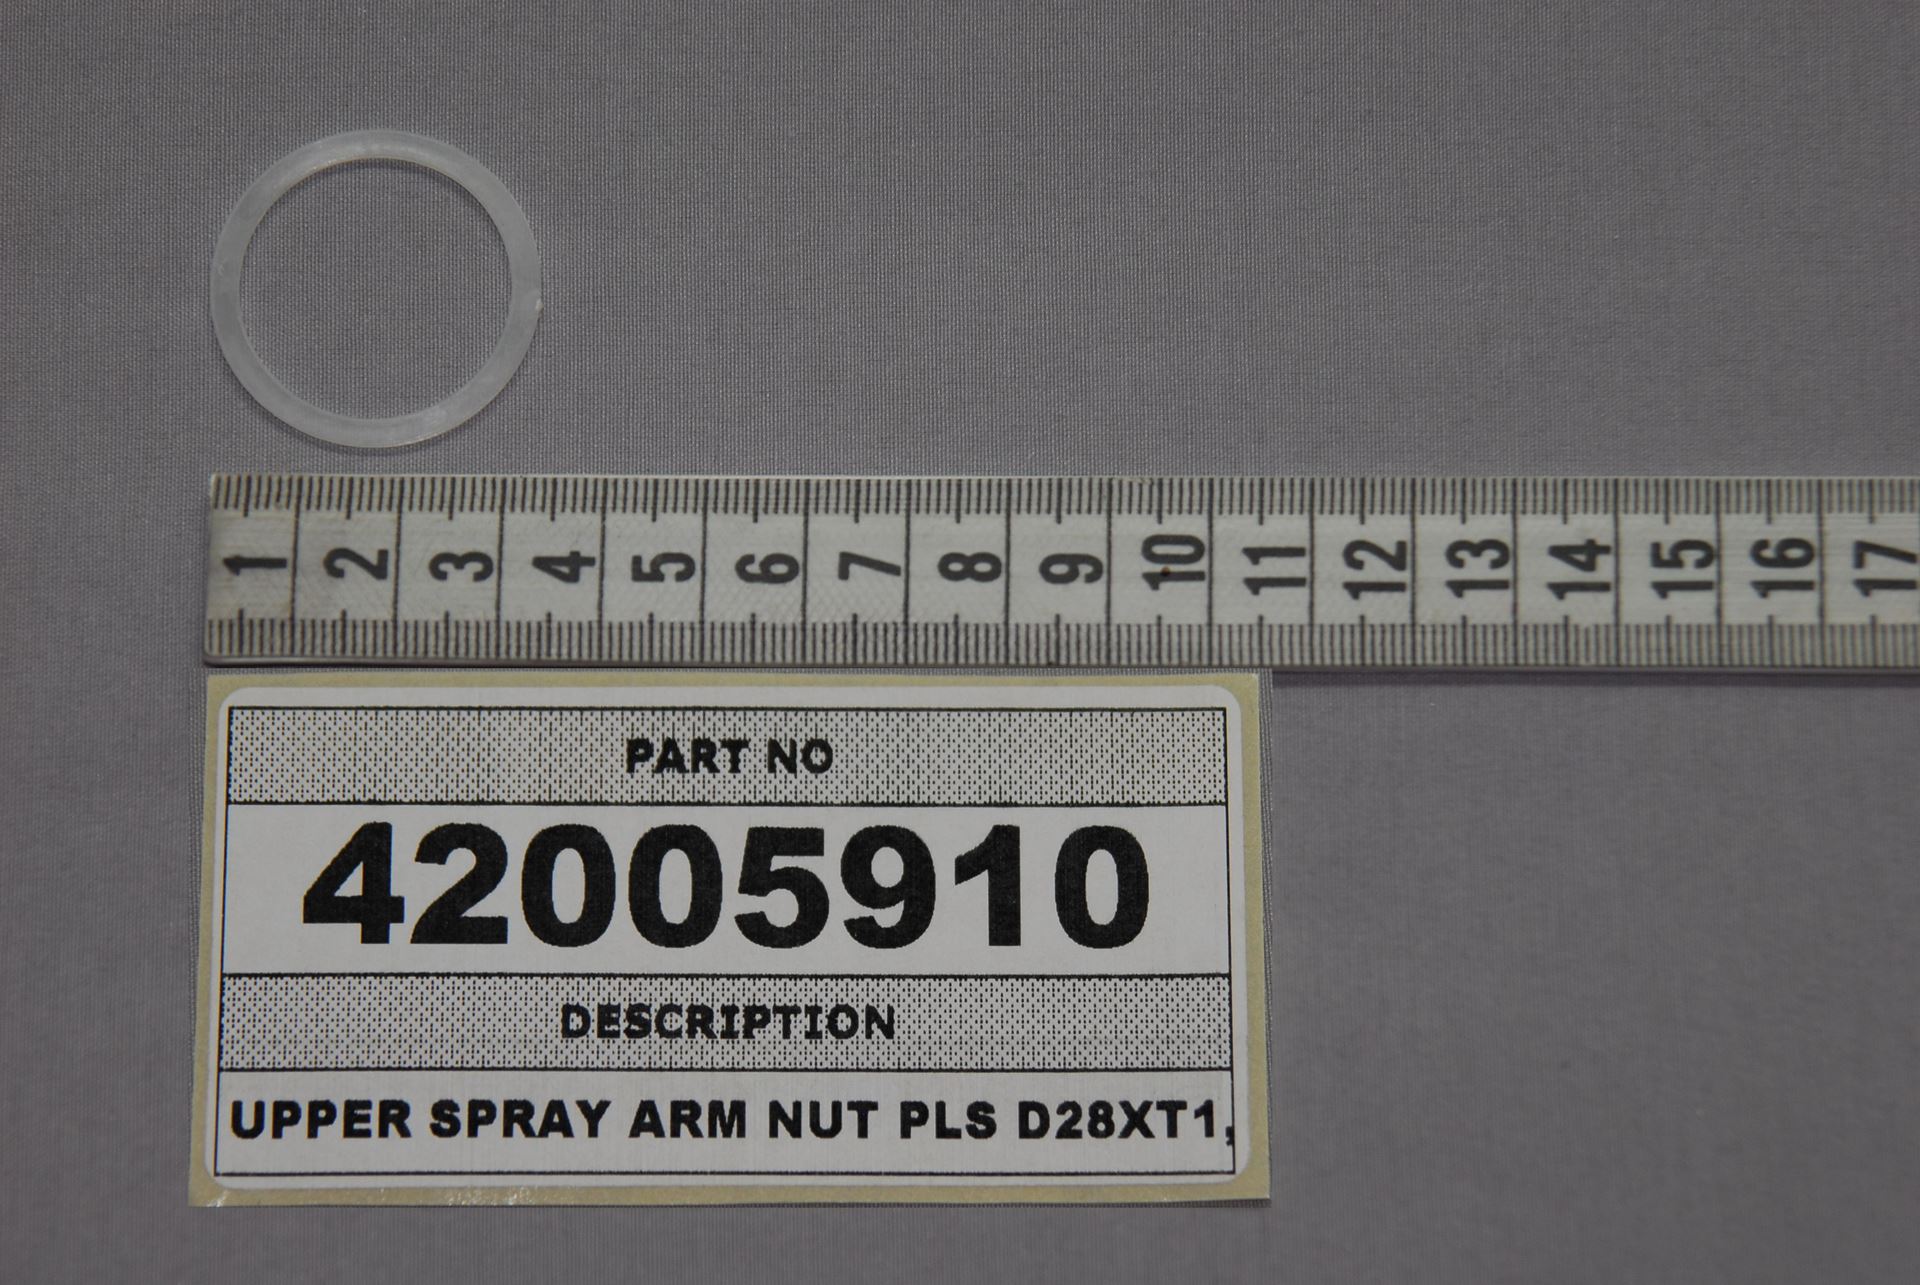 1 2 3 4 5 6 7 8 9 10 11 12 13 14 15 16 17
PART NO
42005910
DESCRIPTION
UPPER SPRAY ARM NUT PLS D28XT1,